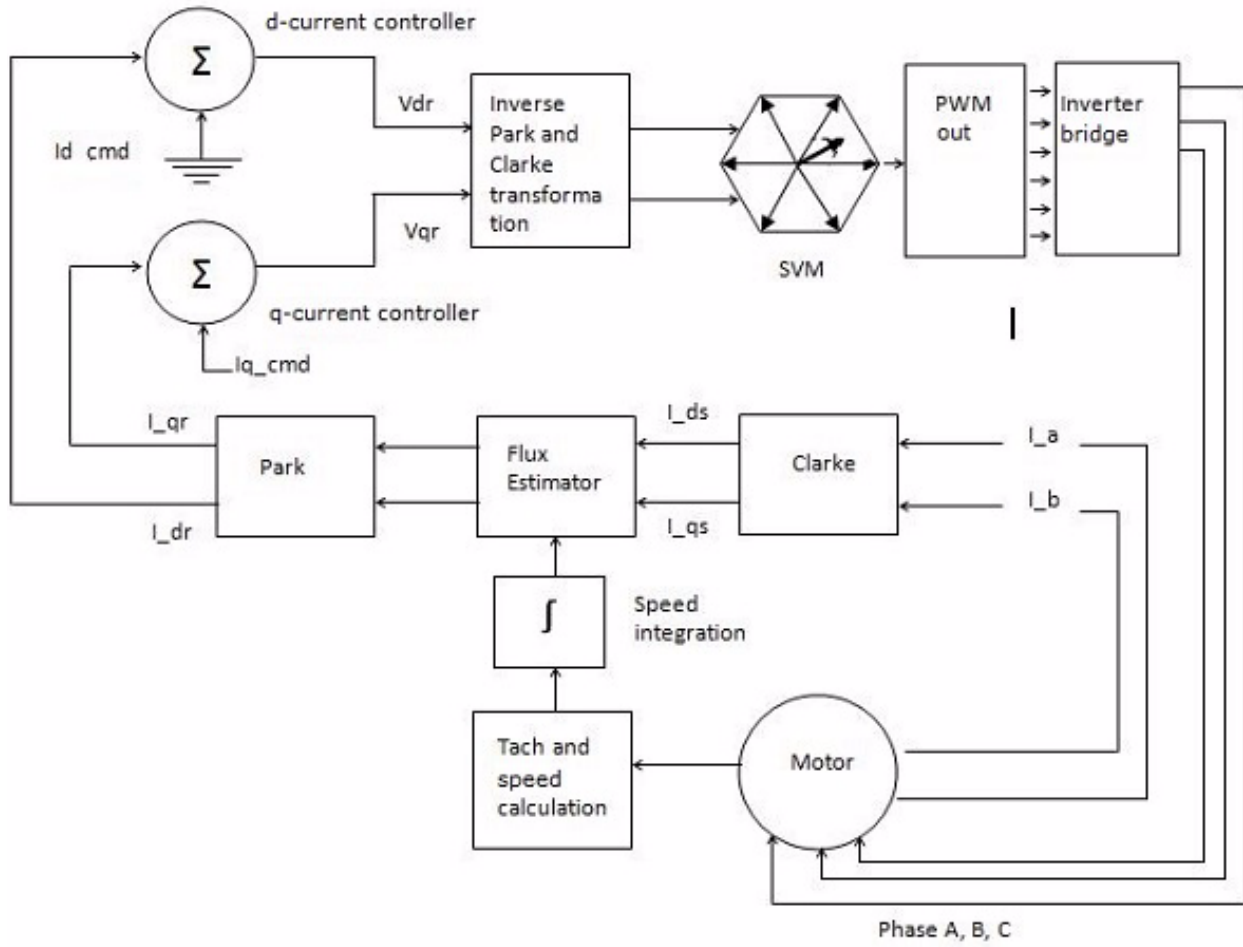 d-current controller
Σ
Vdr
Id cmd
Inverse
Park and
Clarke
transforma
tion
PWM
out
Inverter
bridge
Vqr
Σ
SVM
q-current controller
Iq_cmd
I_qr
Park
I_dr
Flux
Estimator
I_ds
I_qs
Clarke
I_a
I_b
∫
Speed
integration
Tach and
speed
calculation
Motor
Phase A, B, C